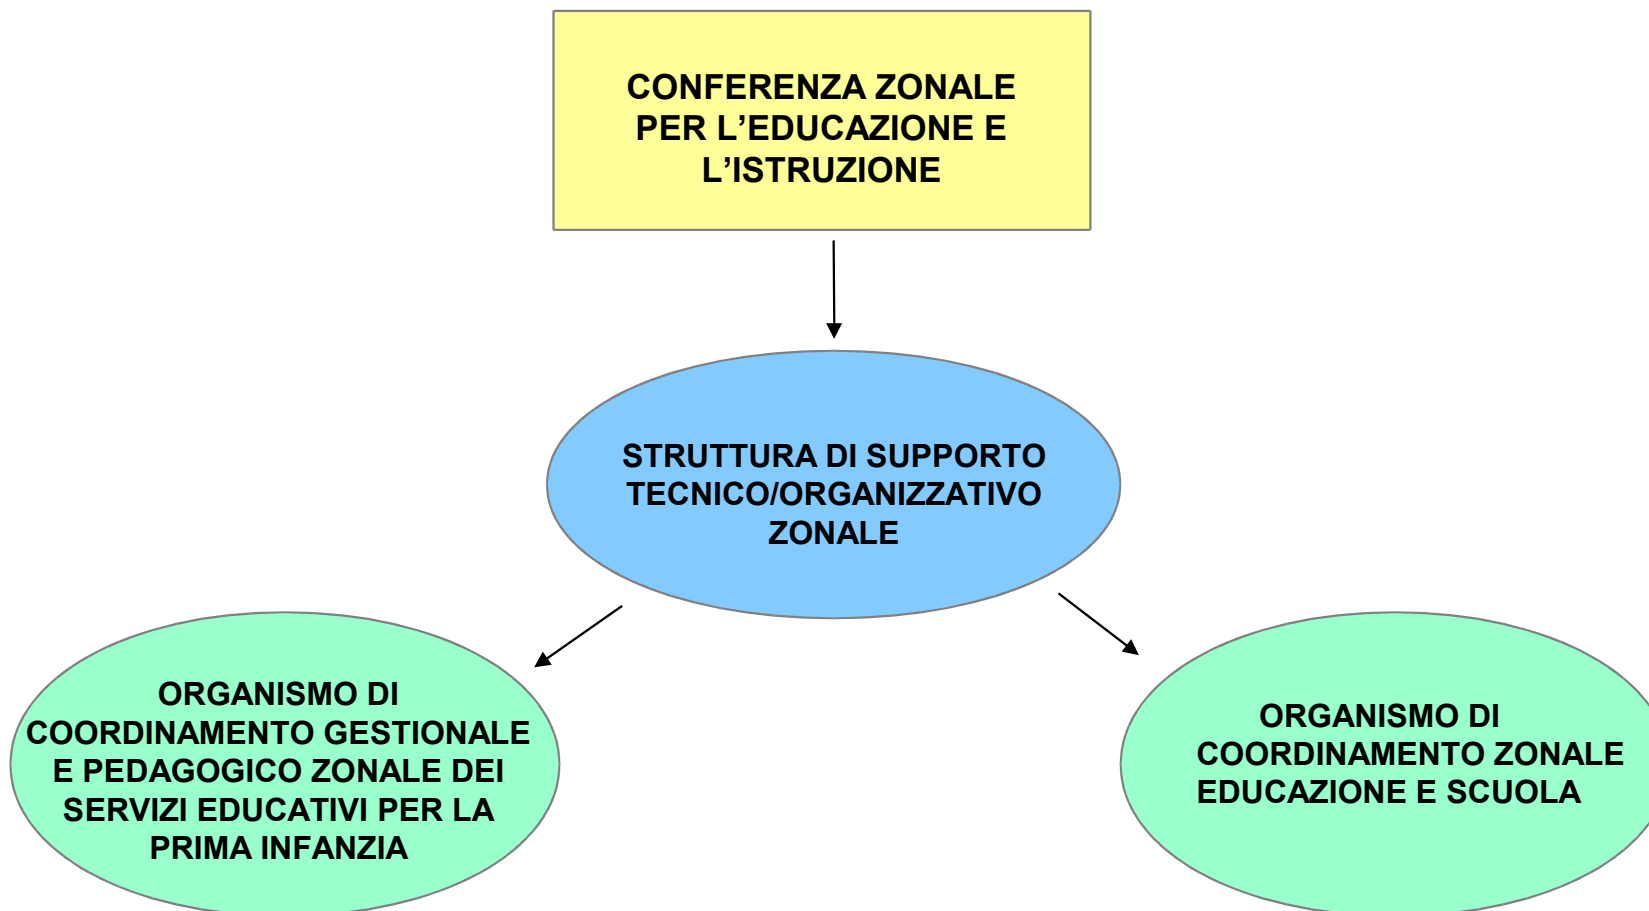 CONFERENZA ZONALE
PER L’EDUCAZIONE E
L’ISTRUZIONE
STRUTTURA DI SUPPORTO
TECNICO/ORGANIZZATIVO
ZONALE
ORGANISMO DI
COORDINAMENTO GESTIONALE
E PEDAGOGICO ZONALE DEI
SERVIZI EDUCATIVI PER LA
PRIMA INFANZIA
ORGANISMO DI
COORDINAMENTO ZONALE
EDUCAZIONE E SCUOLA